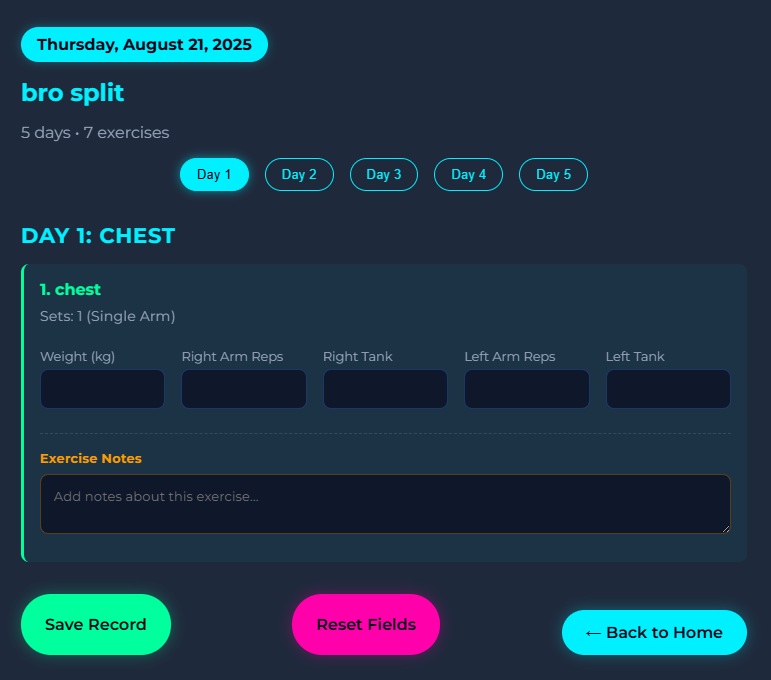 Thursday, August 21, 2025
bro split
5 days • 7 exercises
Day 1 Day 2 Day 3 Day 4 Day 5
DAY 1: CHEST
1. chest
Sets: 1 (Single Arm)
Weight (kg) Right Arm Reps Right Tank Left Arm Reps Left Tank
Exercise Notes
Add notes about this exercise...
Save Record Reset Fields ← Back to Home